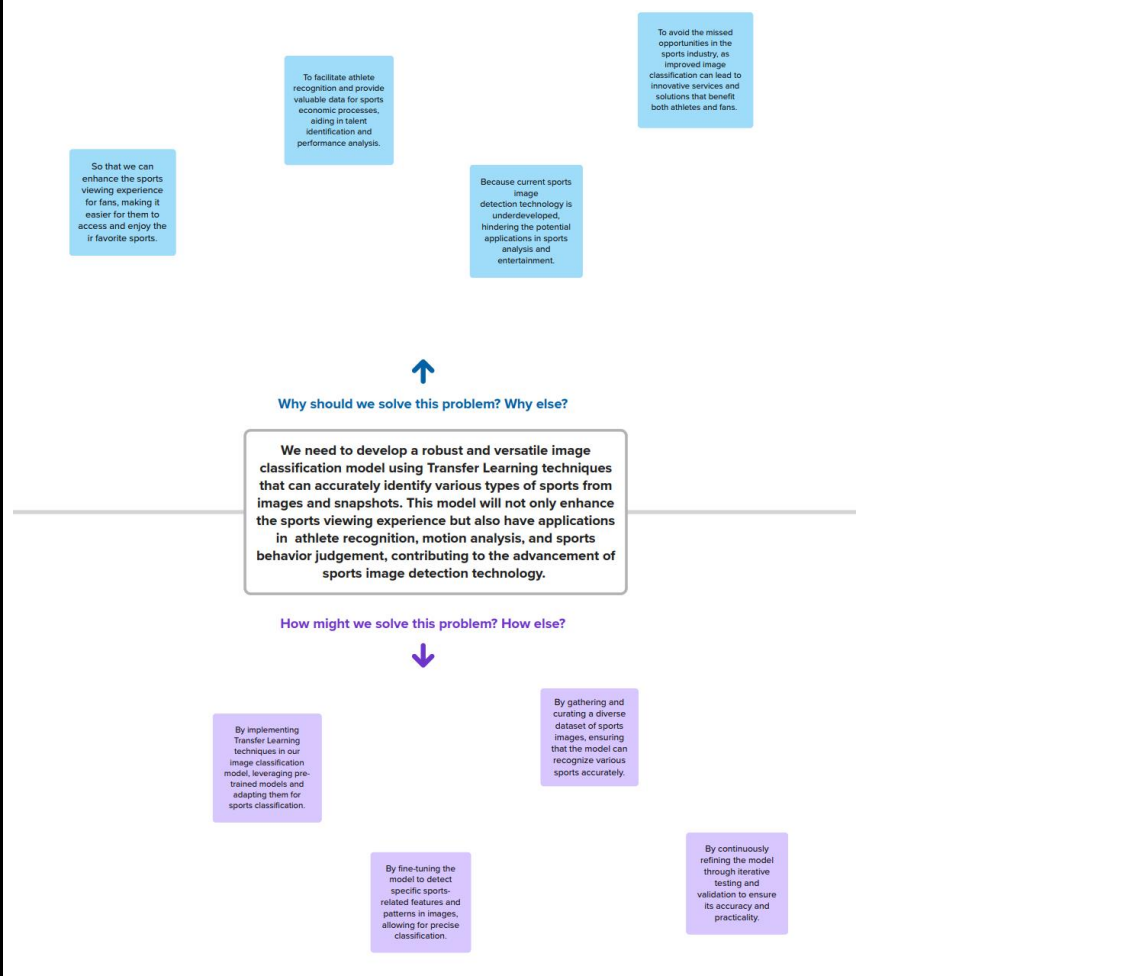 To avoid the missed
opportunities in the
sports industry, as
improved image
classification can lead to
innovative services and
solutions that benefit
both athletes and fans.
To facilitate athlete
recognition and provide
valuable data for sports
economic processes,
aiding in talent
identification and
performance analysis.
So that we can
enhance the sports
viewing experience
for fans, making it
easier for them to
access and enjoy the
ir favorite sports.
Because current sports
image
detection technology is
underdeveloped,
hindering the potential
applications in sports
analysis and
entertainment.
Why should we solve this problem? Why else?
We need to develop a robust and versatile image
classification model using Transfer Learning techniques
that can accurately identify various types of sports from
images and snapshots. This model will not only enhance
the sports viewing experience but also have applications
in athlete recognition, motion analysis, and sports
behavior judgement, contributing to the advancement of
sports image detection technology.
How might we solve this problem? How else?
By gathering and
curating a diverse
dataset of sports
images, ensuring
that the model can
recognize various
sports accurately.
By implementing
Transfer Learning
techniques in our
image classification
model, leveraging pre-
trained models and
adapting them for
sports classification.
By fine-tuning the
model to detect
specific sports-
related features and
patterns in images,
allowing for precise
classification.
By continuously
refining the model
through iterative
testing and
validation to ensure
its accuracy and
practicality.